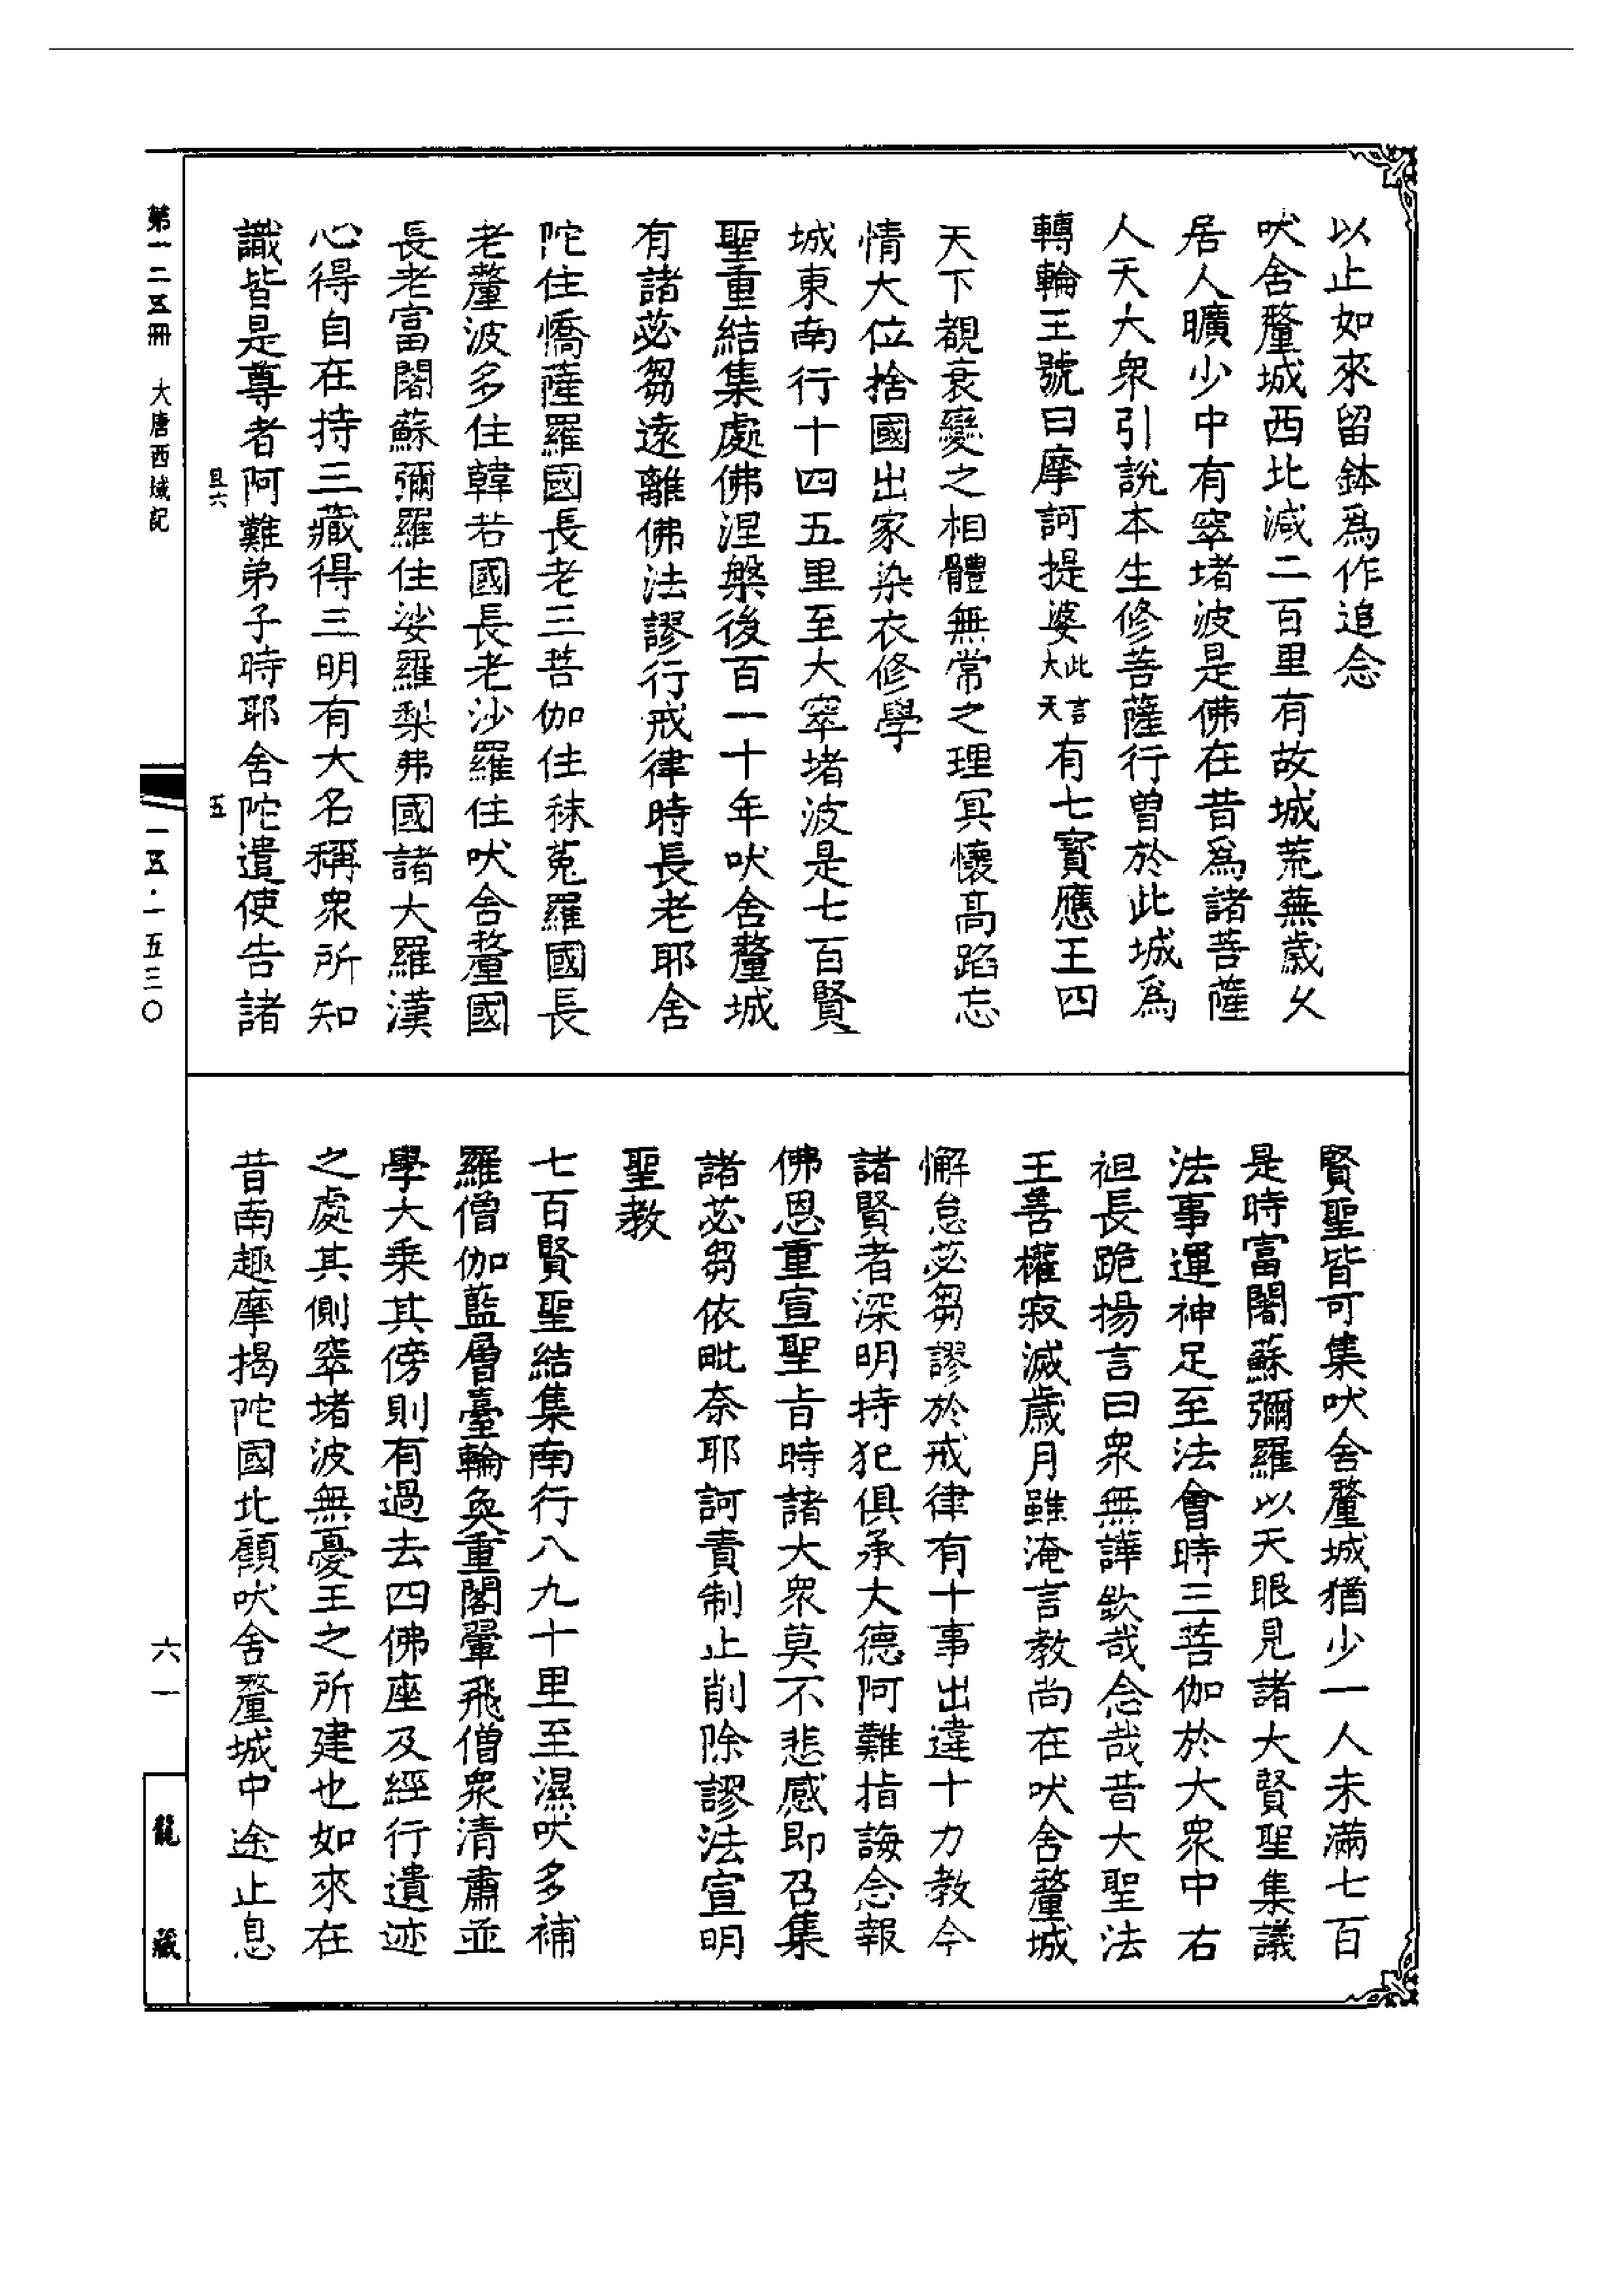 以止如來留鉢爲作追念
吠舍釐城西北減二百里有故城荒蕪歲久
居人曠少中有窣堵波是佛在昔爲諸菩薩
人天大衆引說本生修菩薩行曾於此城爲
轉輪王號曰摩訶提婆此言大天有七寳應王四
天下覩衰變之相體無常之理冥懷高蹈忘
情大位捨國出家染衣修學
城東南行十四五里至大窣堵波是七百賢
聖重結集處佛涅槃後百一十年吠舍釐城
有諸苾芻遠離佛法謬行戒律時長老耶舍
陀住憍薩羅國長老三菩伽住秣菟羅國長
老釐波多住韓若國長老沙羅住吠舍釐國
長老富闍蘇彌羅住娑羅梨弗國諸大羅漢
心得自在持三藏得三明有大名稱衆所知
識皆是尊者阿難弟子時耶舍陀遣使告諸
賢聖皆可集吠舍釐城猶少一人未滿七百
是時富闍蘇彌羅以天眼見諸大賢聖集議
法事運神足至法會時三菩伽於大衆中右
袒長跪揚言曰衆無譁欽哉念哉昔大聖法
王善權寂滅歲月雖淹言教尚在吠舍釐城
懈怠苾芻謬於戒律有十事出違十力教今
諸賢者深明持犯俱承大德阿難指誨念報
佛恩重宣聖旨時諸大衆莫不悲感即召集
諸苾芻依毗奈耶訶責制止削除謬法宣明
聖教
七百賢聖結集南行八九十里至濕吠多補
羅僧伽藍層臺輪奐重閣翬飛僧衆清肅並
學大乘其傍則有過去四佛座及經行遺迹
之處其側窣堵波無憂王之所建也如來在
昔南趣摩揭陀國北顧吠舍釐城中途止息
旦六
五
第一二五冊 大唐西域記
一五·一五三〇
六一
龍藏